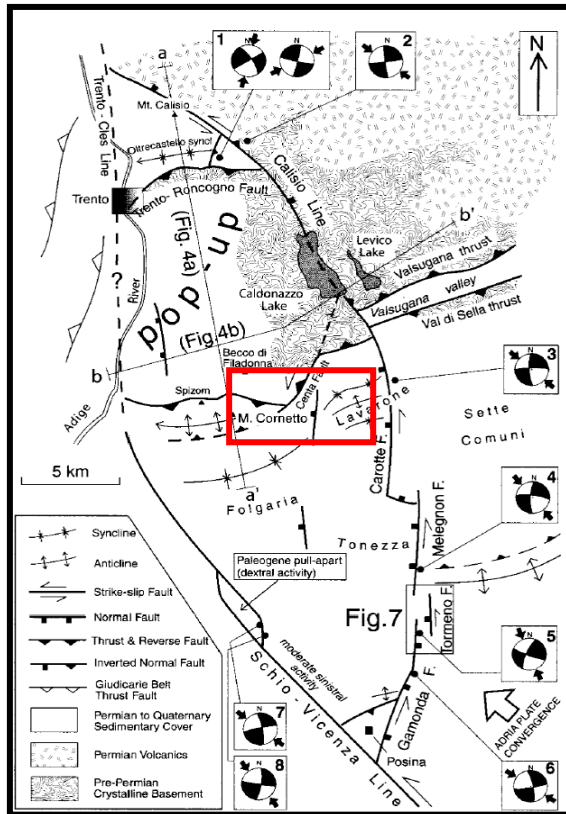 1
2
N
N
N
N
a
Trento - Cles Line
Mt. Calisio
Oltrecastello syncl.
Calisio Line
Trento
Trento-Roncogno Fault
(Fig. 4a)
b'
Levico
Lake
Valsugana thrust
?
d'up o,d
Caldonazzo
Lake
Valsugana valley
Val di Sella thrust
River
(Fig.4b)
b
Becco di
Filadonna
N
3
Spizom
Centa Fault
M. Cornetto
Lavarone
Adige
Sette
Comuni
5 km
Carotte F.
a'
N
4
Folgaria
Melegnon F.
Tonezza
Syncline
Anticline
Strike-slip Fault
Normal Fault
Thrust & Reverse Fault
Inverted Normal Fault
Giudicarie Belt
Thrust Fault
Permian to Quaternary
Sedimentary Cover
Permian Volcanics
Pre-Permian
Crystalline Basement
Paleogene pull-apart
(dextral activity)
Fig.7
Tormeno F.
N
5
moderate sinistral
activity
Schio - Vicenza Line
Gamonda F.
ADRIA PLATE
CONVERGENCE
N
7
N
8
Posina
N
6